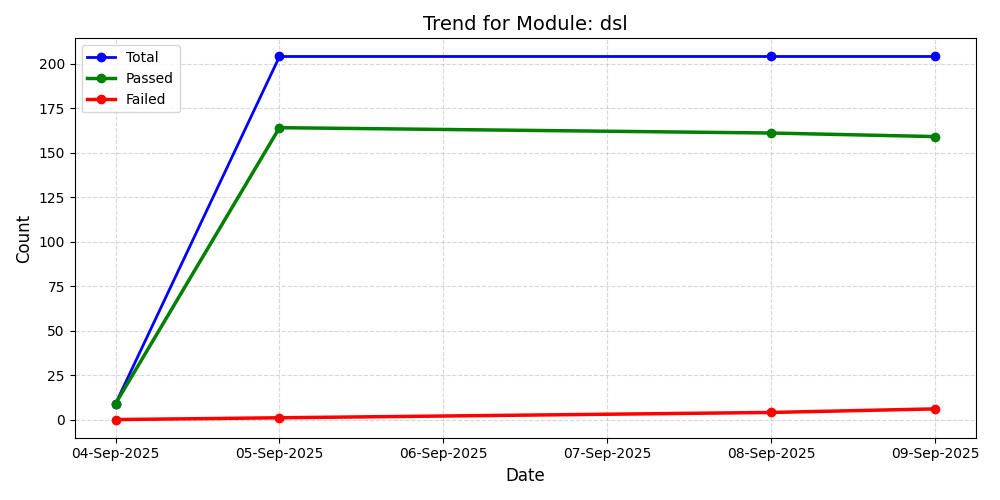 Trend for Module: dsl
Total
Passed
Failed
Count
200
175
150
125
100
75
50
25
0
04-Sep-2025 05-Sep-2025 06-Sep-2025 07-Sep-2025 08-Sep-2025 09-Sep-2025
Date